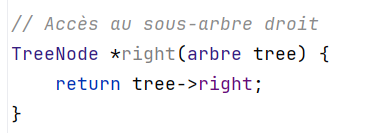 // Accès au sous-arbre droit
TreeNode *right(arbre tree) {
    return tree->right;
}